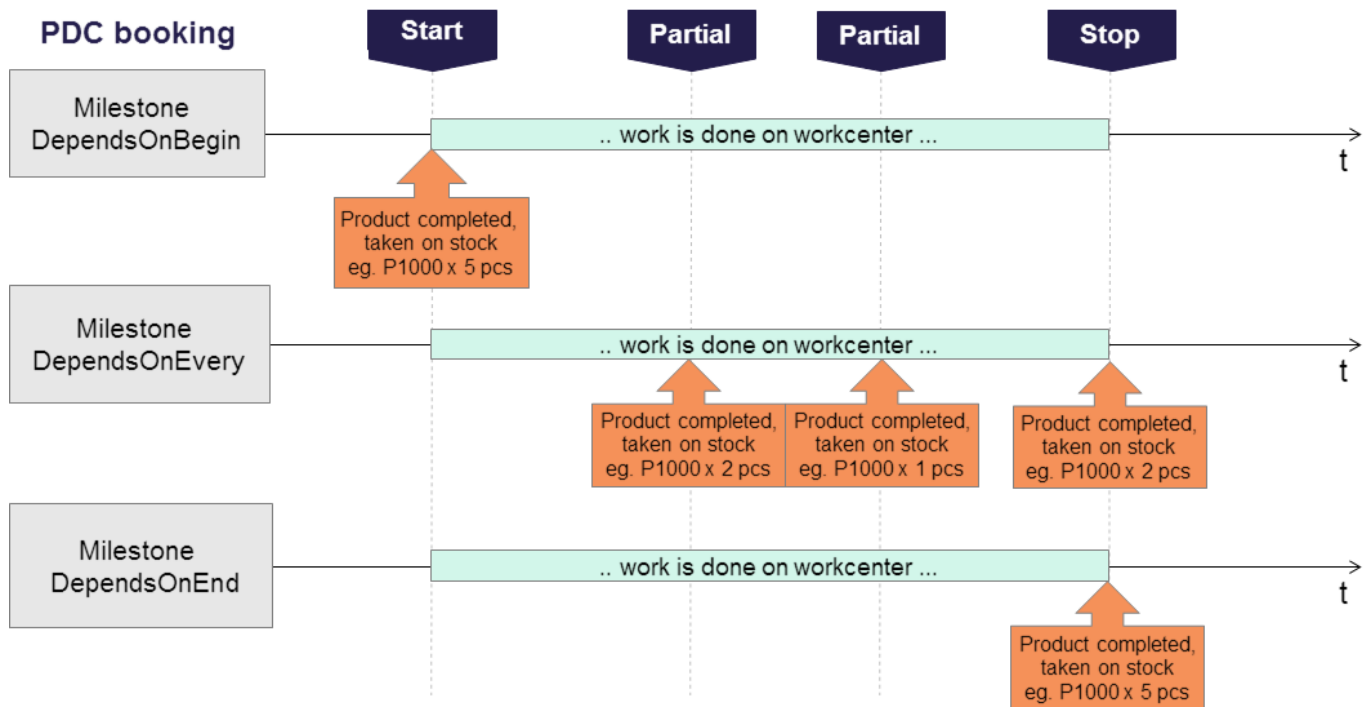 PDC booking
Start
Partial
Partial
Stop
Milestone
DependsOnBegin
.. work is done on workcenter ...
t
Product completed,
taken on stock
eg. P1000 x 5 pcs
Milestone
DependsOnEvery
.. work is done on workcenter ...
t
Product completed,
taken on stock
eg. P1000 x 2 pcs
Product completed,
taken on stock
eg. P1000 x 1 pcs
Product completed,
taken on stock
eg. P1000 x 2 pcs
Milestone
DependsOnEnd
.. work is done on workcenter ...
t
Product completed,
taken on stock
eg. P1000 x 5 pcs